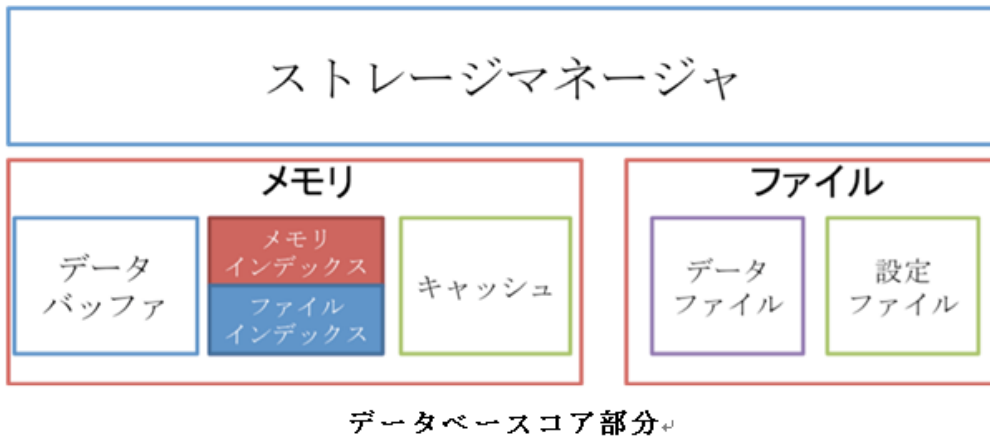 ストレージマネージャ
メモリ
データ
バッファ
メモリ
インデックス
ファイル
インデックス
キャッシュ
ファイル
データ
ファイル
設定
ファイル
データベースコア部分↵